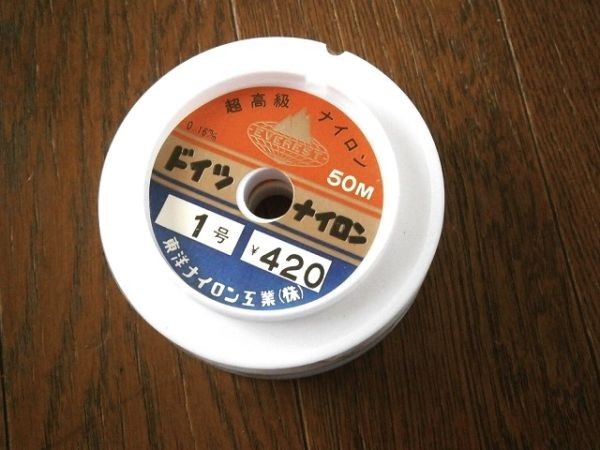 超高級 ナイロン
EVEREST
0.16㎜
50M
ドイツ ナイロン
1号
¥420
東洋ナイロン工業(株)